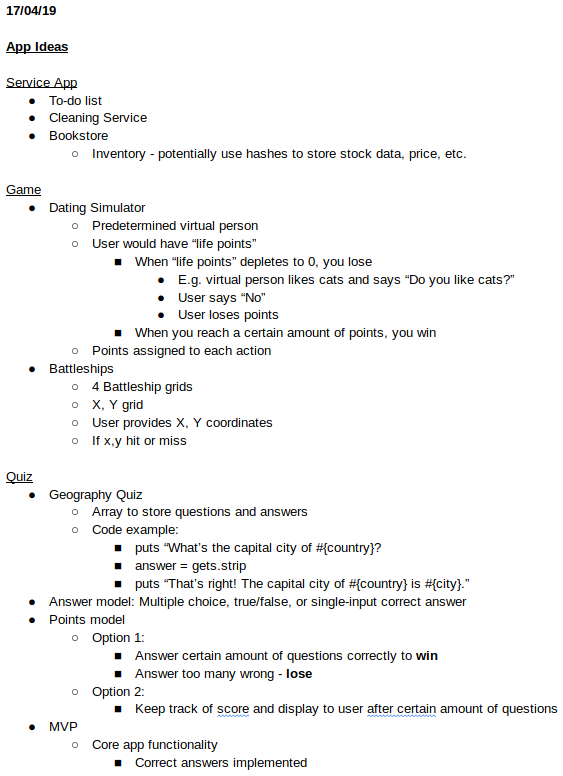 17/04/19
App Ideas
Service App
● To-do list
● Cleaning Service
● Bookstore
○ Inventory - potentially use hashes to store stock data, price, etc.
Game
● Dating Simulator
○ Predetermined virtual person
○ User would have “life points”
■ When “life points” depletes to 0, you lose
● E.g. virtual person likes cats and says “Do you like cats?”
● User says “No”
● User loses points
■ When you reach a certain amount of points, you win
○ Points assigned to each action
● Battleships
○ 4 Battleship grids
○ X, Y grid
○ User provides X, Y coordinates
○ If x,y hit or miss
Quiz
● Geography Quiz
○ Array to store questions and answers
○ Code example:
■ puts “What’s the capital city of #{country}?
■ answer = gets.strip
■ puts “That’s right! The capital city of #{country} is #{city}.”
● Answer model: Multiple choice, true/false, or single-input correct answer
● Points model
○ Option 1:
■ Answer certain amount of questions correctly to win
■ Answer too many wrong - lose
○ Option 2:
■ Keep track of score and display to user after certain amount of questions
● MVP
○ Core app functionality
■ Correct answers implemented